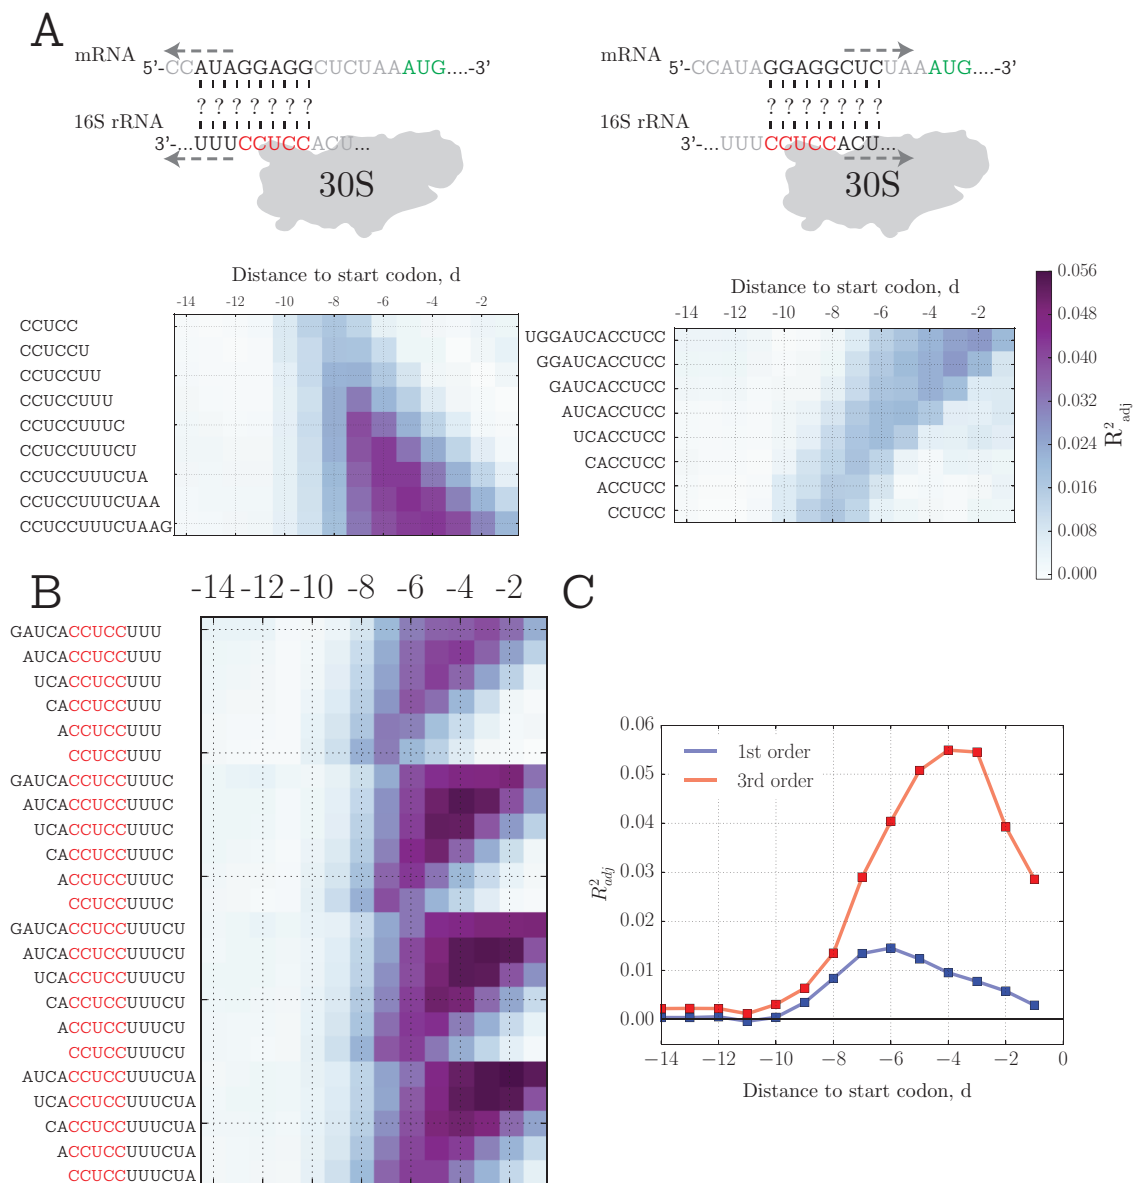 A
mRNA
5'-CCAUAGGAGGCUCUAAAUG....-3'
? ? ? ? ? ? ?
16S rRNA
3'-...UUUCCUCCACU...
30S
mRNA
5'-CCAUAGGAGGCUCUAAAUG....-3'
? ? ? ? ? ? ?
16S rRNA
3'-...UUUCCUCCACU...
30S
Distance to start codon, d
-14 -12 -10 -8 -6 -4 -2
CCUCC
CCUCCU
CCUCCUU
CCUCCUUU
CCUCCUUUC
CCUCCUUUCU
CCUCCUUUCUA
CCUCCUUUCUAA
CCUCCUUUCUAAG
Distance to start codon, d
-14 -12 -10 -8 -6 -4 -2
UGGAUCACCUCC
GGAUCACCUCC
GAUCACCUCC
AUCACCUCC
UCACCUCC
CACCUCC
ACCUCC
CCUCC
0.056
0.048
0.040
0.032
0.024
0.016
0.008
0.000
R²adj
B
-14 -12 -10 -8 -6 -4 -2
GAUCACCUCCUUU
AUCACCUCCUUU
UCACCUCCUUU
CACCUCCUUU
ACCUCCUUU
CCUCCUUU
GAUCACCUCCUUUC
AUCACCUCCUUUC
UCACCUCCUUUC
CACCUCCUUUC
ACCUCCUUUC
CCUCCUUUC
GAUCACCUCCUUUCU
AUCACCUCCUUUCU
UCACCUCCUUUCU
CACCUCCUUUCU
ACCUCCUUUCU
CCUCCUUUCU
AUCACCUCCUUUCUA
UCACCUCCUUUCUA
CACCUCCUUUCUA
ACCUCCUUUCUA
CCUCCUUUCUA
C
1st order
3rd order
0.06
0.05
0.04
0.03
0.02
0.01
0.00
R²adj
−14 −12 −10 −8 −6 −4 −2 0
Distance to start codon, d